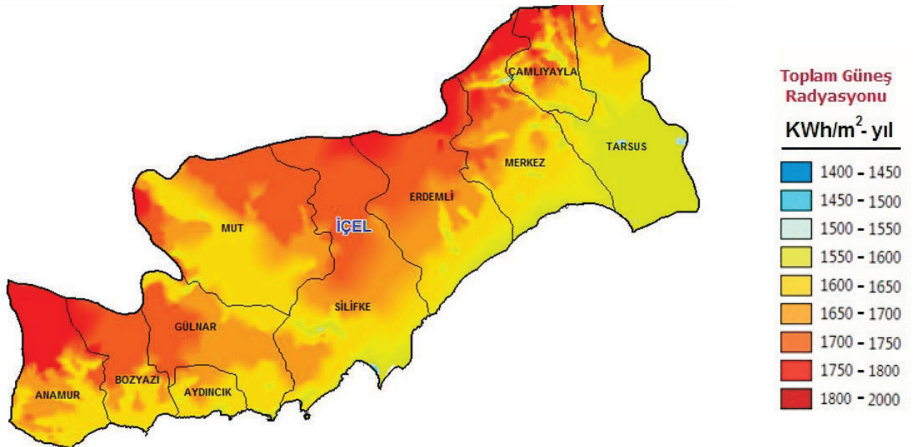 ÇAMLIYAYLA
TARSUS
MERKEZ
ERDEMLİ
İÇEL
MUT
SİLİFKE
GÜLNAR
BOZYAZI
AYDINCIK
ANAMUR
Toplam Güneş
Radyasyonu
KWh/m²- yıl
1400 - 1450
1450 - 1500
1500 - 1550
1550 - 1600
1600 - 1650
1650 - 1700
1700 - 1750
1750 - 1800
1800 - 2000